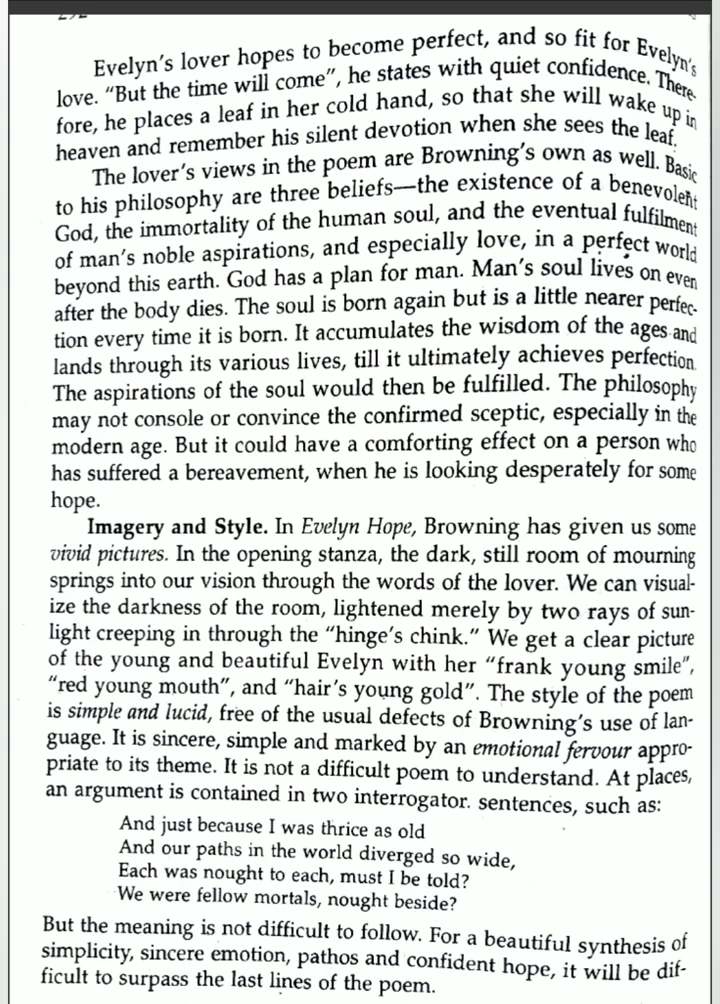 Evelyn's lover hopes to become perfect, and so fit for Evelyn's
love. "But the time will come", he states with quiet confidence. There-
fore, he places a leaf in her cold hand, so that she will wake up in
heaven and remember his silent devotion when she sees the leaf.
The lover's views in the poem are Browning's own as well. Basic
to his philosophy are three beliefs—the existence of a benevolent
God, the immortality of the human soul, and the eventual fulfilment
of man's noble aspirations, and especially love, in a perfect world
beyond this earth. God has a plan for man. Man's soul lives on even
after the body dies. The soul is born again but is a little nearer perfec-
tion every time it is born. It accumulates the wisdom of the ages and
lands through its various lives, till it ultimately achieves perfection.
The aspirations of the soul would then be fulfilled. The philosophy
may not console or convince the confirmed sceptic, especially in the
modern age. But it could have a comforting effect on a person who
has suffered a bereavement, when he is looking desperately for some
hope.
Imagery and Style. In Evelyn Hope, Browning has given us some
vivid pictures. In the opening stanza, the dark, still room of mourning
springs into our vision through the words of the lover. We can visual-
ize the darkness of the room, lightened merely by two rays of sun-
light creeping in through the "hinge's chink." We get a clear picture
of the young and beautiful Evelyn with her "frank young smile",
"red young mouth", and "hair's young gold". The style of the poem
is simple and lucid, free of the usual defects of Browning's use of lan-
guage. It is sincere, simple and marked by an emotional fervour appro-
priate to its theme. It is not a difficult poem to understand. At places,
an argument is contained in two interrogator. sentences, such as:
And just because I was thrice as old
And our paths in the world diverged so wide,
Each was nought to each, must I be told?
We were fellow mortals, nought beside?
But the meaning is not difficult to follow. For a beautiful synthesis of
simplicity, sincere emotion, pathos and confident hope, it will be dif-
ficult to surpass the last lines of the poem.